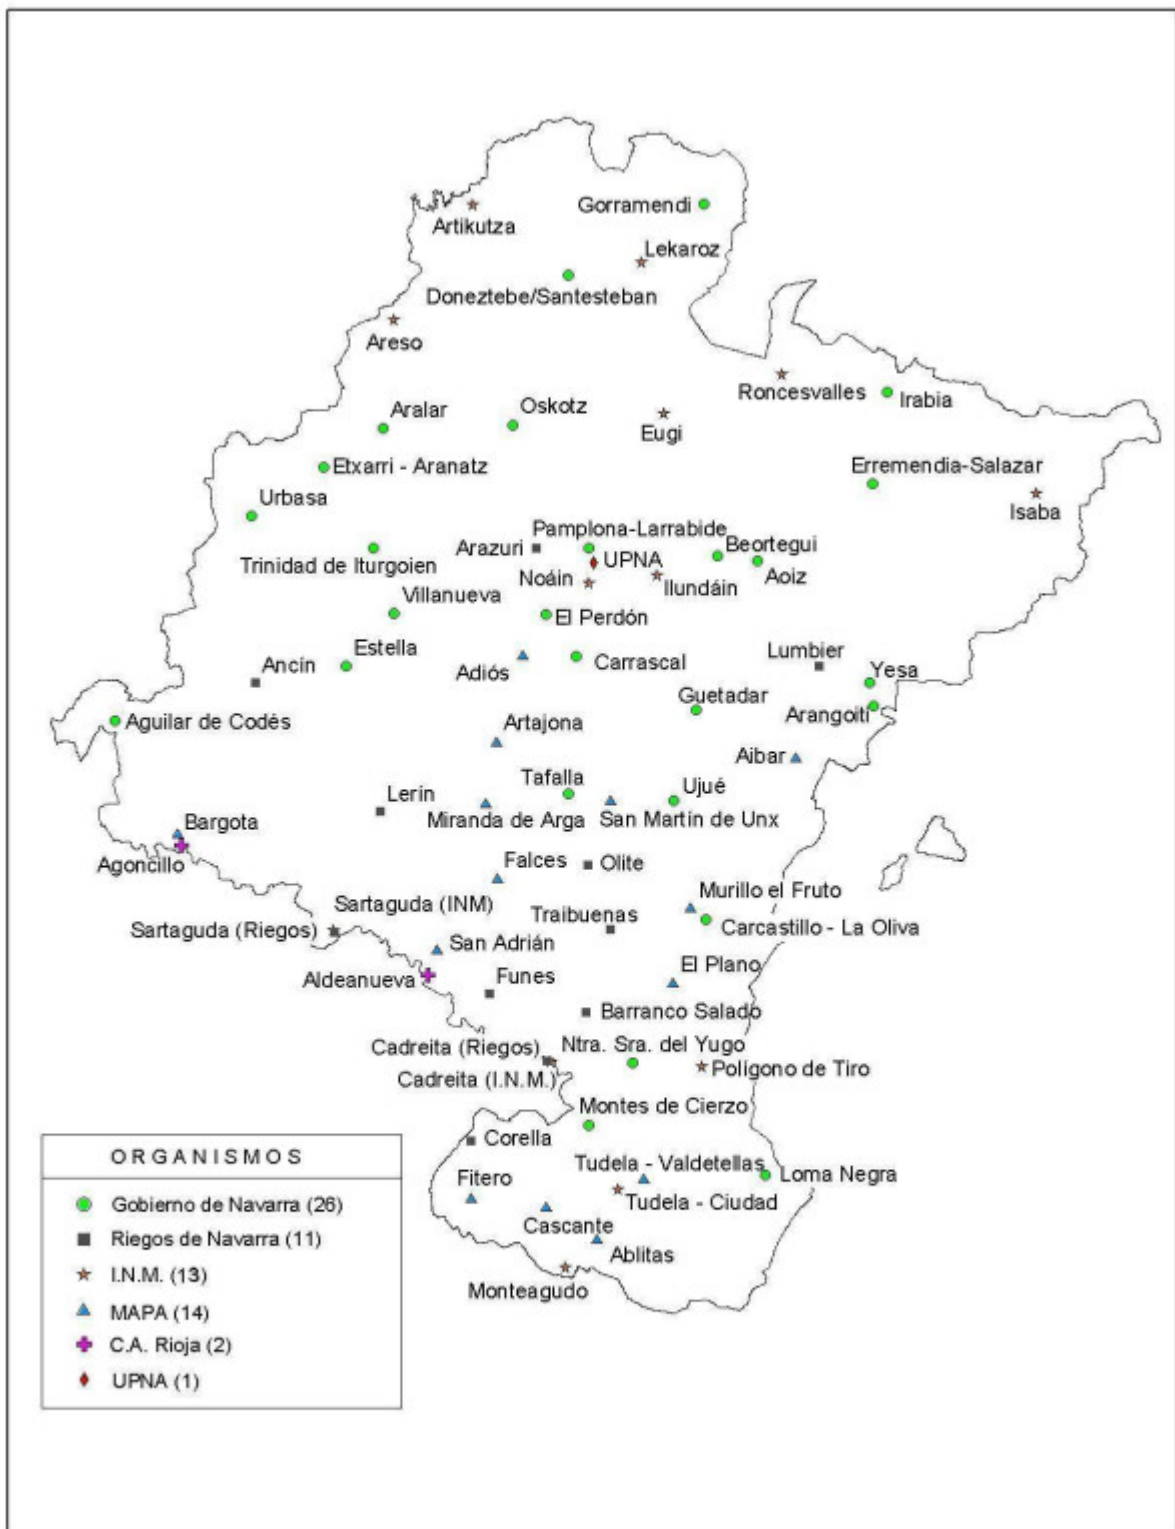 Gorramendi
Artikutza
Lekaroz
Doneztebe/Santesteban
Areso
Roncesvalles
Irabia
Oskotz
Aralar
Eugi
Etxarri - Aranatz
Erremendia-Salazar
Urbasa
Isaba
Pamplona-Larrabide
Arazuri
Beortegui
UPNA
Trinidad de Iturgoien
Aoiz
Noáin
Ilundáin
Villanueva
El Perdón
Estella
Lumbier
Ancín
Adiós
Carrascal
Yesa
Guetadar
Arangoiti
Aguilar de Codés
Artajona
Aibar
Tafalla
Ujué
Lerín
Miranda de Arga
San Martín de Unx
Bargota
Agoncillo
Falces
Olite
Murillo el Fruto
Sartaguda (INM)
Traibuenas
Sartaguda (Riegos)
Carcastillo - La Oliva
San Adrián
El Plano
Aldeanueva
Funes
Barranco Salado
Cadreita (Riegos)
Ntra. Sra. del Yugo
Polígono de Tiro
Cadreita (I.N.M.)
Montes de Cierzo
Corella
Tudela - Valdetellas
Loma Negra
Fitero
Tudela - Ciudad
Cascante
Ablitas
Monteagudo
ORGANISMOS
Gobierno de Navarra (26)
Riegos de Navarra (11)
I.N.M. (13)
MAPA (14)
C.A. Rioja (2)
UPNA (1)